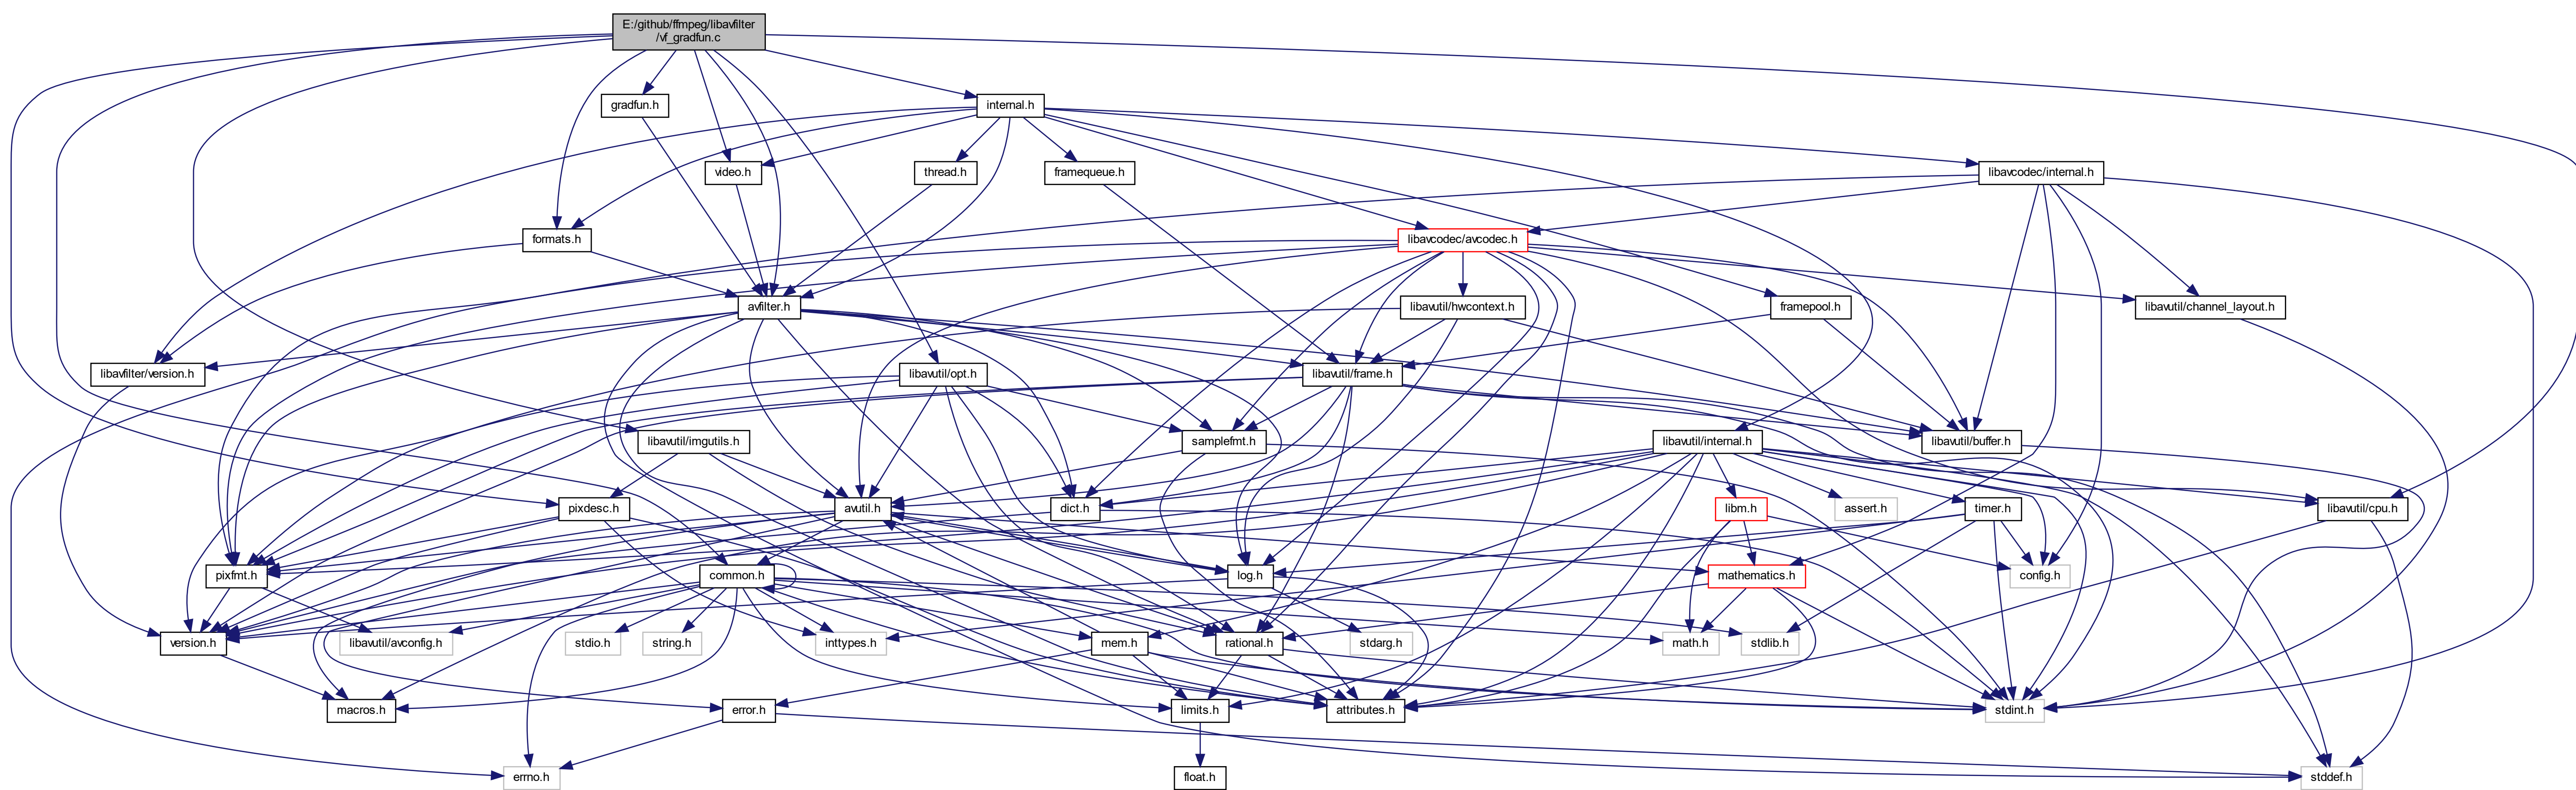 E:/github/ffmpeg/libavfilter
/vf_gradfun.c
gradfun.h
internal.h
video.h
thread.h
framequeue.h
libavcodec/internal.h
formats.h
libavcodec/avcodec.h
avfilter.h
libavutil/hwcontext.h
framepool.h
libavutil/channel_layout.h
libavfilter/version.h
libavutil/opt.h
libavutil/frame.h
libavutil/imgutils.h
samplefmt.h
libavutil/internal.h
libavutil/buffer.h
pixdesc.h
avutil.h
dict.h
libm.h
assert.h
timer.h
libavutil/cpu.h
pixfmt.h
common.h
log.h
mathematics.h
config.h
version.h
libavutil/avconfig.h
stdio.h
string.h
inttypes.h
mem.h
rational.h
stdarg.h
math.h
stdlib.h
macros.h
error.h
limits.h
attributes.h
stdint.h
errno.h
float.h
stddef.h